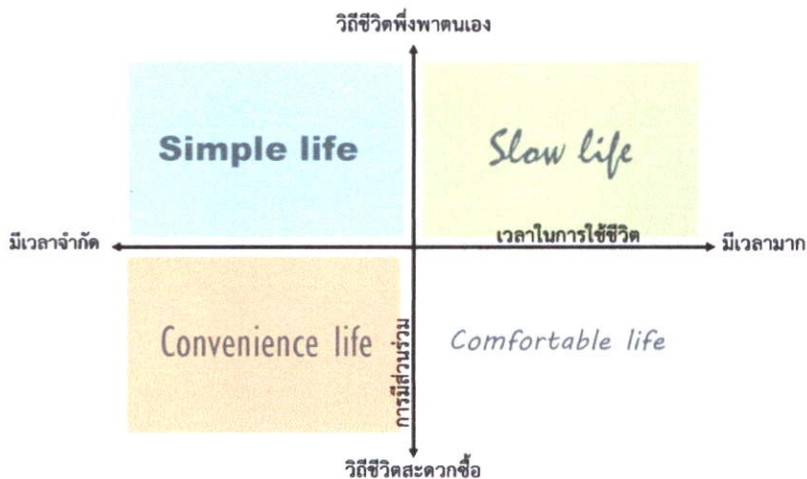 วิถีชีวิตพึ่งพาตนเอง
Simple life
Slow life
มีเวลาจำกัด
เวลาในการใช้ชีวิต
มีเวลามาก
Convenience life
การมีส่วนร่วม
Comfortable life
วิถีชีวิตสะดวกซื้อ